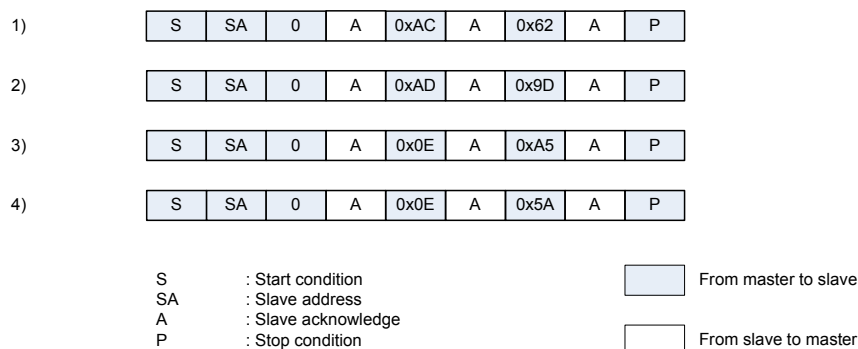 1) S SA 0 A 0xAC A 0x62 A P
2) S SA 0 A 0xAD A 0x9D A P
3) S SA 0 A 0x0E A 0xA5 A P
4) S SA 0 A 0x0E A 0x5A A P
S : Start condition
SA : Slave address
A : Slave acknowledge
P : Stop condition
From master to slave
From slave to master